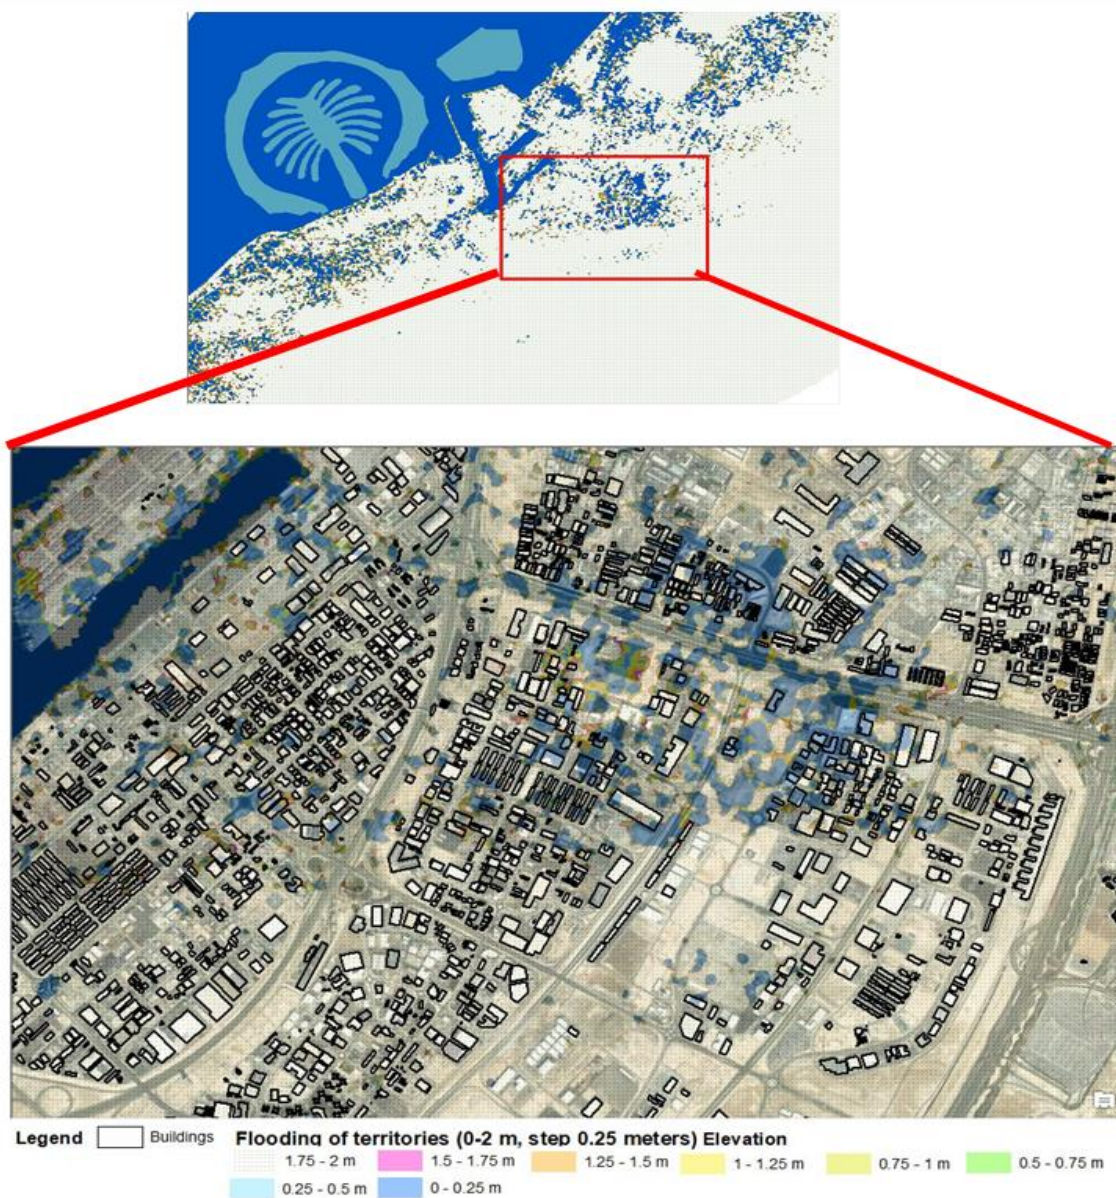 Legend Buildings Flooding of territories (0-2 m, step 0.25 meters) Elevation
1.75 - 2 m 1.5 - 1.75 m 1.25 - 1.5 m 1 - 1.25 m 0.75 - 1 m 0.5 - 0.75 m
0.25 - 0.5 m 0 - 0.25 m